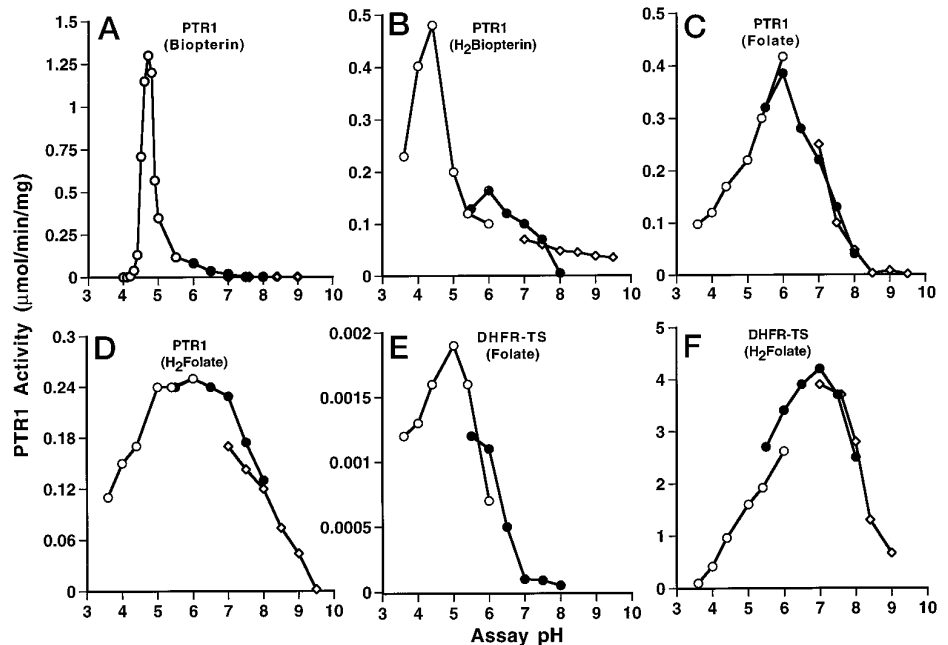 A
PTR1
(Biopterin)
1.25
1
0.75
0.5
0.25
0
3 4 5 6 7 8 9 10
B
PTR1
(H2Biopterin)
0.5
0.4
0.3
0.2
0.1
0
3 4 5 6 7 8 9 10
C
PTR1
(Folate)
0.5
0.4
0.3
0.2
0.1
0
3 4 5 6 7 8 9 10
PTR1 Activity (μmol/min/mg)
D
PTR1
(H2Folate)
0.3
0.24
0.18
0.12
0.06
0
3 4 5 6 7 8 9 10
E
DHFR-TS
(Folate)
0.002
0.0015
0.001
0.0005
0
3 4 5 6 7 8 9 10
Assay pH
F
DHFR-TS
(H2Folate)
5
4
3
2
1
0
3 4 5 6 7 8 9 10